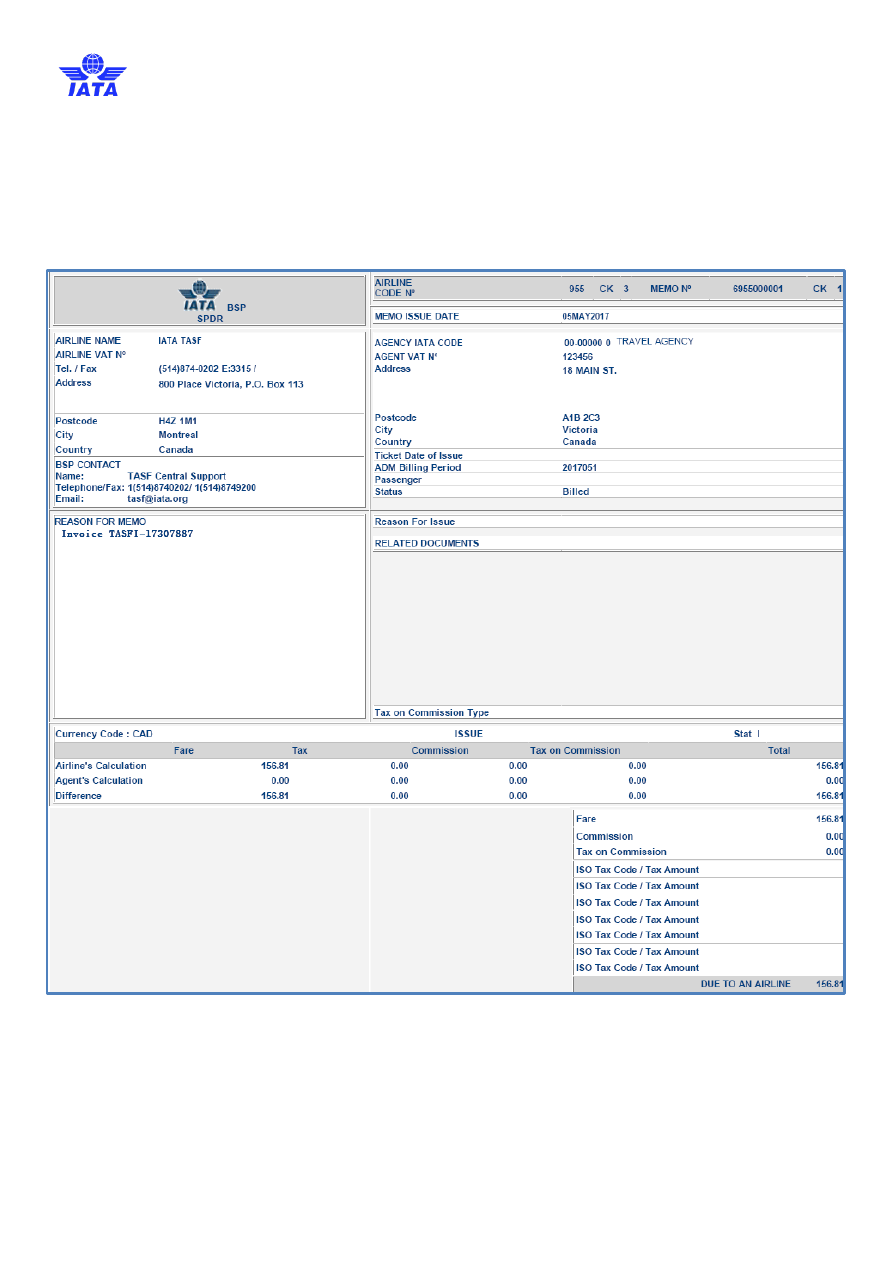 IATA
IATA BSP
SPDR
AIRLINE
CODE Nº 955 CK 3 MEMO Nº 6955000001 CK 1
MEMO ISSUE DATE 05MAY2017
AIRLINE NAME IATA TASF
AIRLINE VAT Nº
Tel. / Fax (514)874-0202 E:3315 /
Address 800 Place Victoria, P.O. Box 113
Postcode H4Z 1M1
City Montreal
Country Canada
BSP CONTACT
Name: TASF Central Support
Telephone/Fax: 1(514)8740202/ 1(514)8749200
Email: tasf@iata.org
AGENCY IATA CODE 00-00000 0 TRAVEL AGENCY
AGENT VAT Nº 123456
Address 18 MAIN ST.
Postcode A1B 2C3
City Victoria
Country Canada
Ticket Date of Issue
ADM Billing Period 2017051
Passenger
Status Billed
REASON FOR MEMO
Invoice TASFI-17307887
Reason For Issue
RELATED DOCUMENTS
Tax on Commission Type
Currency Code : CAD ISSUE Stat I
Fare Tax Commission Tax on Commission Total
Airline's Calculation 156.81 0.00 0.00 0.00 156.81
Agent's Calculation 0.00 0.00 0.00 0.00 0.00
Difference 156.81 0.00 0.00 0.00 156.81
Fare 156.81
Commission 0.00
Tax on Commission 0.00
ISO Tax Code / Tax Amount
ISO Tax Code / Tax Amount
ISO Tax Code / Tax Amount
ISO Tax Code / Tax Amount
ISO Tax Code / Tax Amount
ISO Tax Code / Tax Amount
ISO Tax Code / Tax Amount
DUE TO AN AIRLINE 156.81